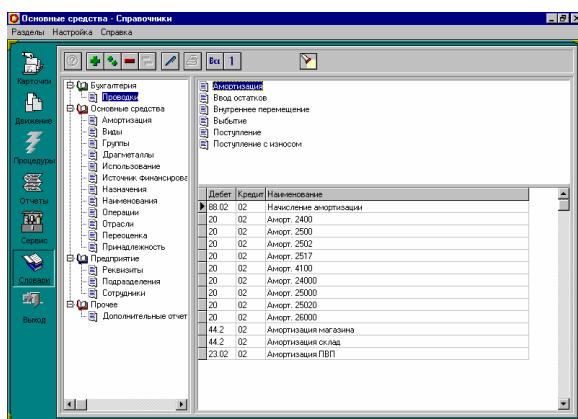 Основные средства - Справочники
Разделы Настройка Справка
Все 1
Карточки
Движение
Процедуры
Отчеты
Сервис
Словари
Выход
Бухгалтерия
Проводки
Основные средства
Амортизация
Виды
Группы
Драгметаллы
Использование
Источник финансирова
Назначения
Наименования
Операции
Отрасли
Переоценка
Принадлежность
Предприятие
Реквизиты
Подразделения
Сотрудники
Прочее
Дополнительные отчет
Амортизация
Ввод остатков
Внутреннее перемещение
Выбытие
Поступление
Поступление с износом
Дебет Кредит Наименование
88.02 02 Начисление амортизации
20 02 Аморт. 2400
20 02 Аморт. 2500
20 02 Аморт. 2502
20 02 Аморт. 2517
20 02 Аморт. 4100
20 02 Аморт. 24000
20 02 Аморт. 25000
20 02 Аморт. 25020
20 02 Аморт. 26000
44.2 02 Амортизация магазина
44.2 02 Амортизация склад
23.02 02 Амортизация ПВП